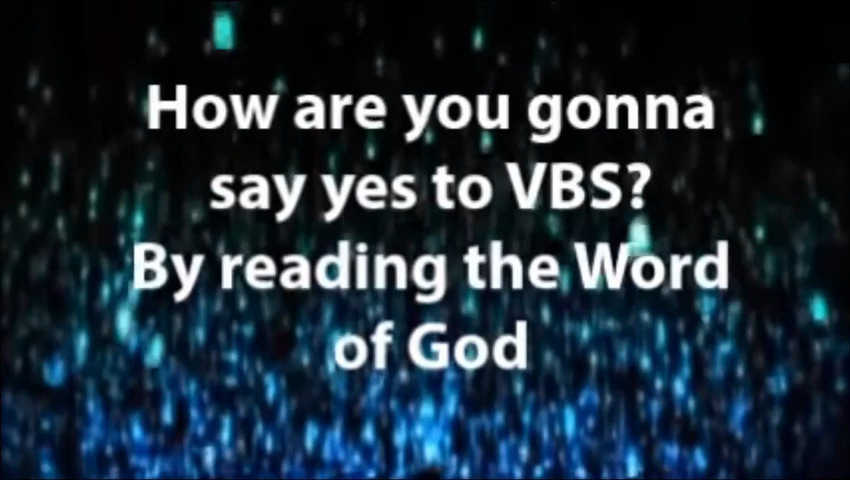 How are you gonna
say yes to VBS?
By reading the Word
of God